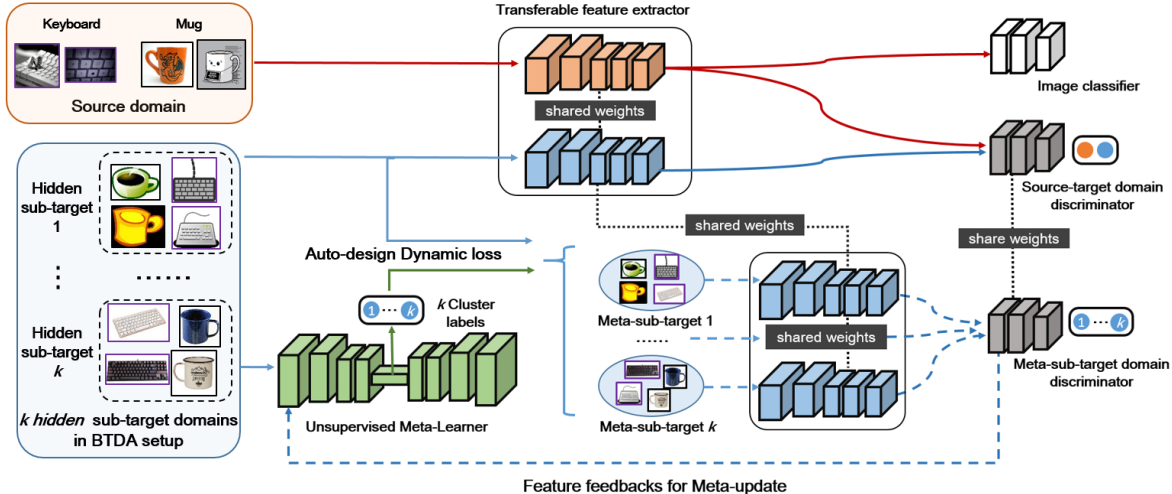 Transferable feature extractor
Keyboard
Mug
Source domain
shared weights
Image classifier
Hidden
sub-target
1
......
Hidden
sub-target
k
k hidden sub-target domains
in BTDA setup
Source-target domain
discriminator
shared weights
share weights
Auto-design Dynamic loss
1 ... k
k Cluster
labels
Unsupervised Meta-Learner
Meta-sub-target 1
......
Meta-sub-target k
shared weights
1 ... k
Meta-sub-target domain
discriminator
Feature feedbacks for Meta-update